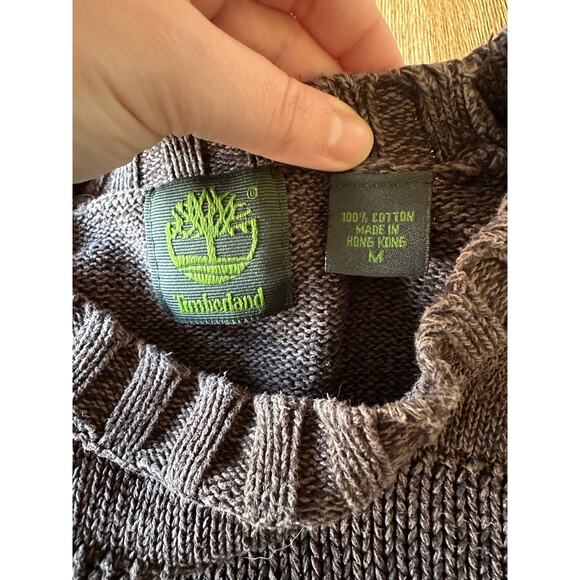 Timberland
®
100% COTTON
MADE IN
HONG KONG
M